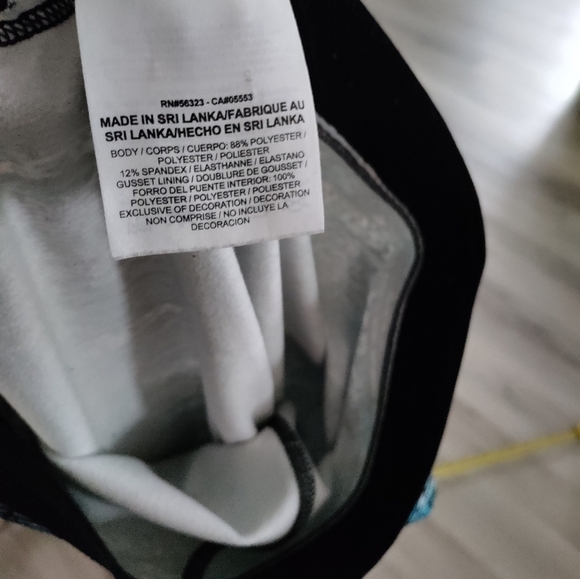 RN#56323 - CA#05553
MADE IN SRI LANKA/FABRIQUE AU
SRI LANKA/HECHO EN SRI LANKA
BODY / CORPS / CUERPO: 88% POLYESTER /
POLYESTER / POLIESTER
12% SPANDEX / ELASTHANNE / ELASTANO
GUSSET LINING / DOUBLURE DE GOUSSET /
FORRO DEL PUENTE INTERIOR: 100%
POLYESTER / POLYESTER / POLIESTER
EXCLUSIVE OF DECORATION / DECORATION
NON COMPRISE / NO INCLUYE LA
DECORACION